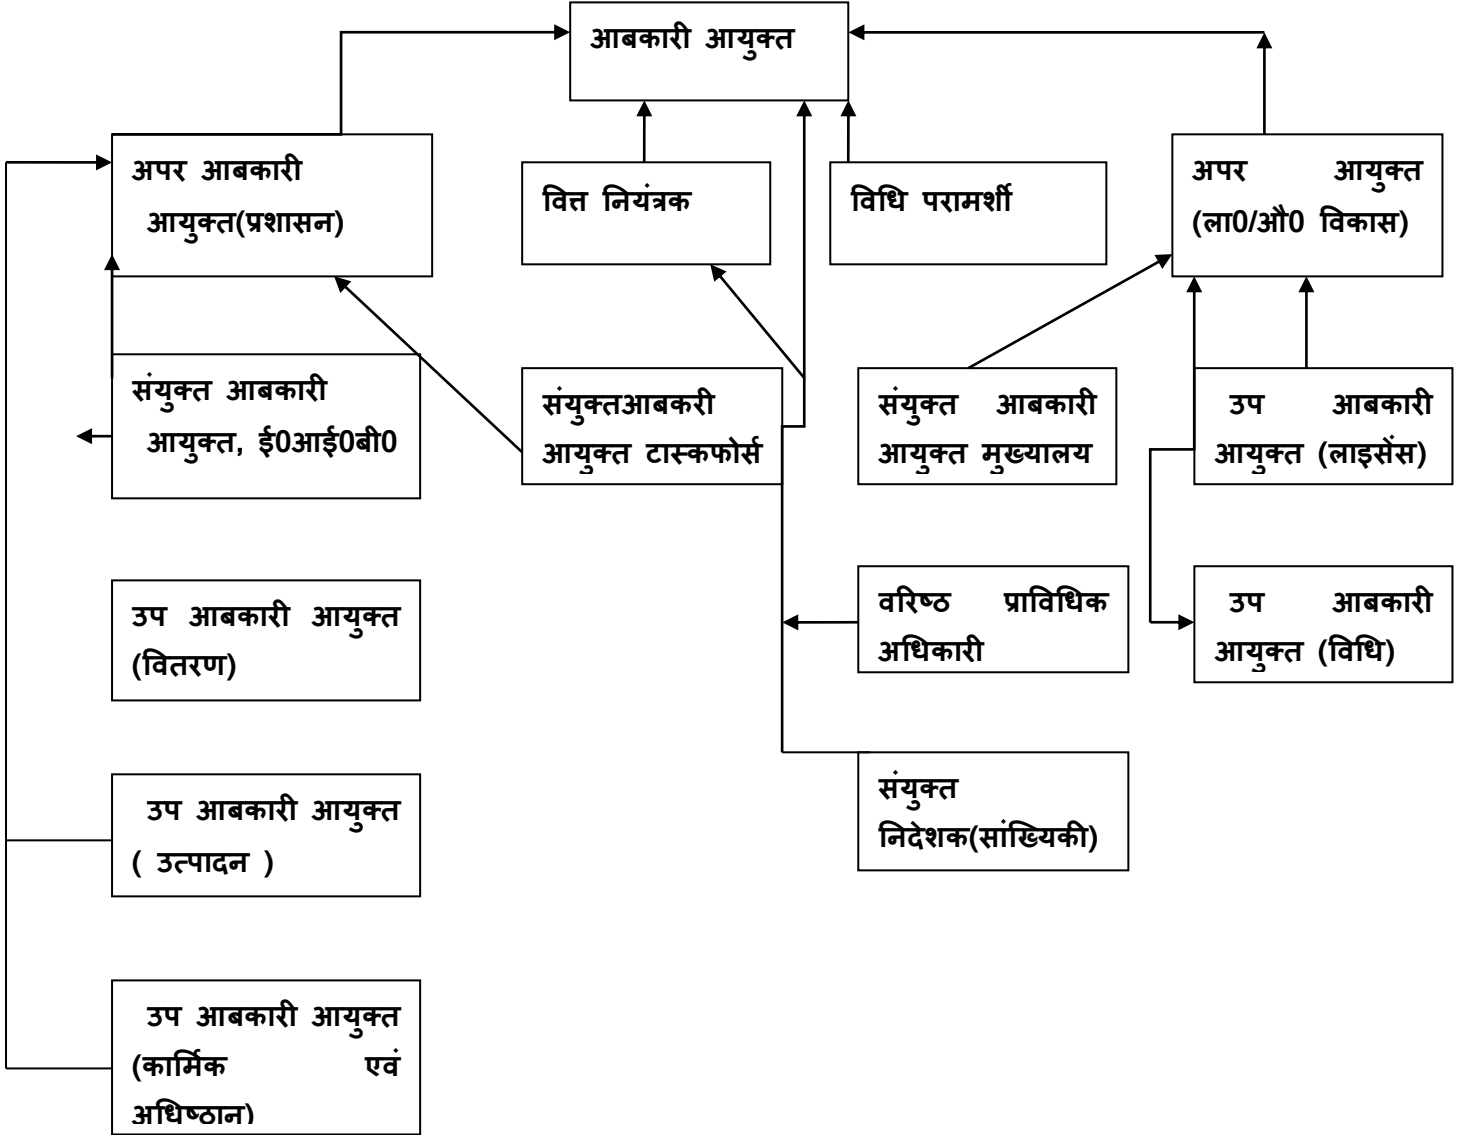 आबकारी आयुक्त
अपर आबकारी
आयुक्त(प्रशासन)
वित्त नियंत्रक
विधि परामर्शी
अपर आयुक्त
(ला0/औ0 विकास)
संयुक्त आबकारी
आयुक्त, ई0आई0बी0
संयुक्तआबकरी
आयुक्त टास्कफोर्स
संयुक्त आबकारी
आयुक्त मुख्यालय
उप आबकारी
आयुक्त (लाइसेंस)
उप आबकारी आयुक्त
(वितरण)
वरिष्ठ प्राविधिक
अधिकारी
उप आबकारी
आयुक्त (विधि)
उप आबकारी आयुक्त
( उत्पादन )
संयुक्त
निदेशक(सांख्यिकी)
उप आबकारी आयुक्त
(कार्मिक एवं
अधिष्ठान)